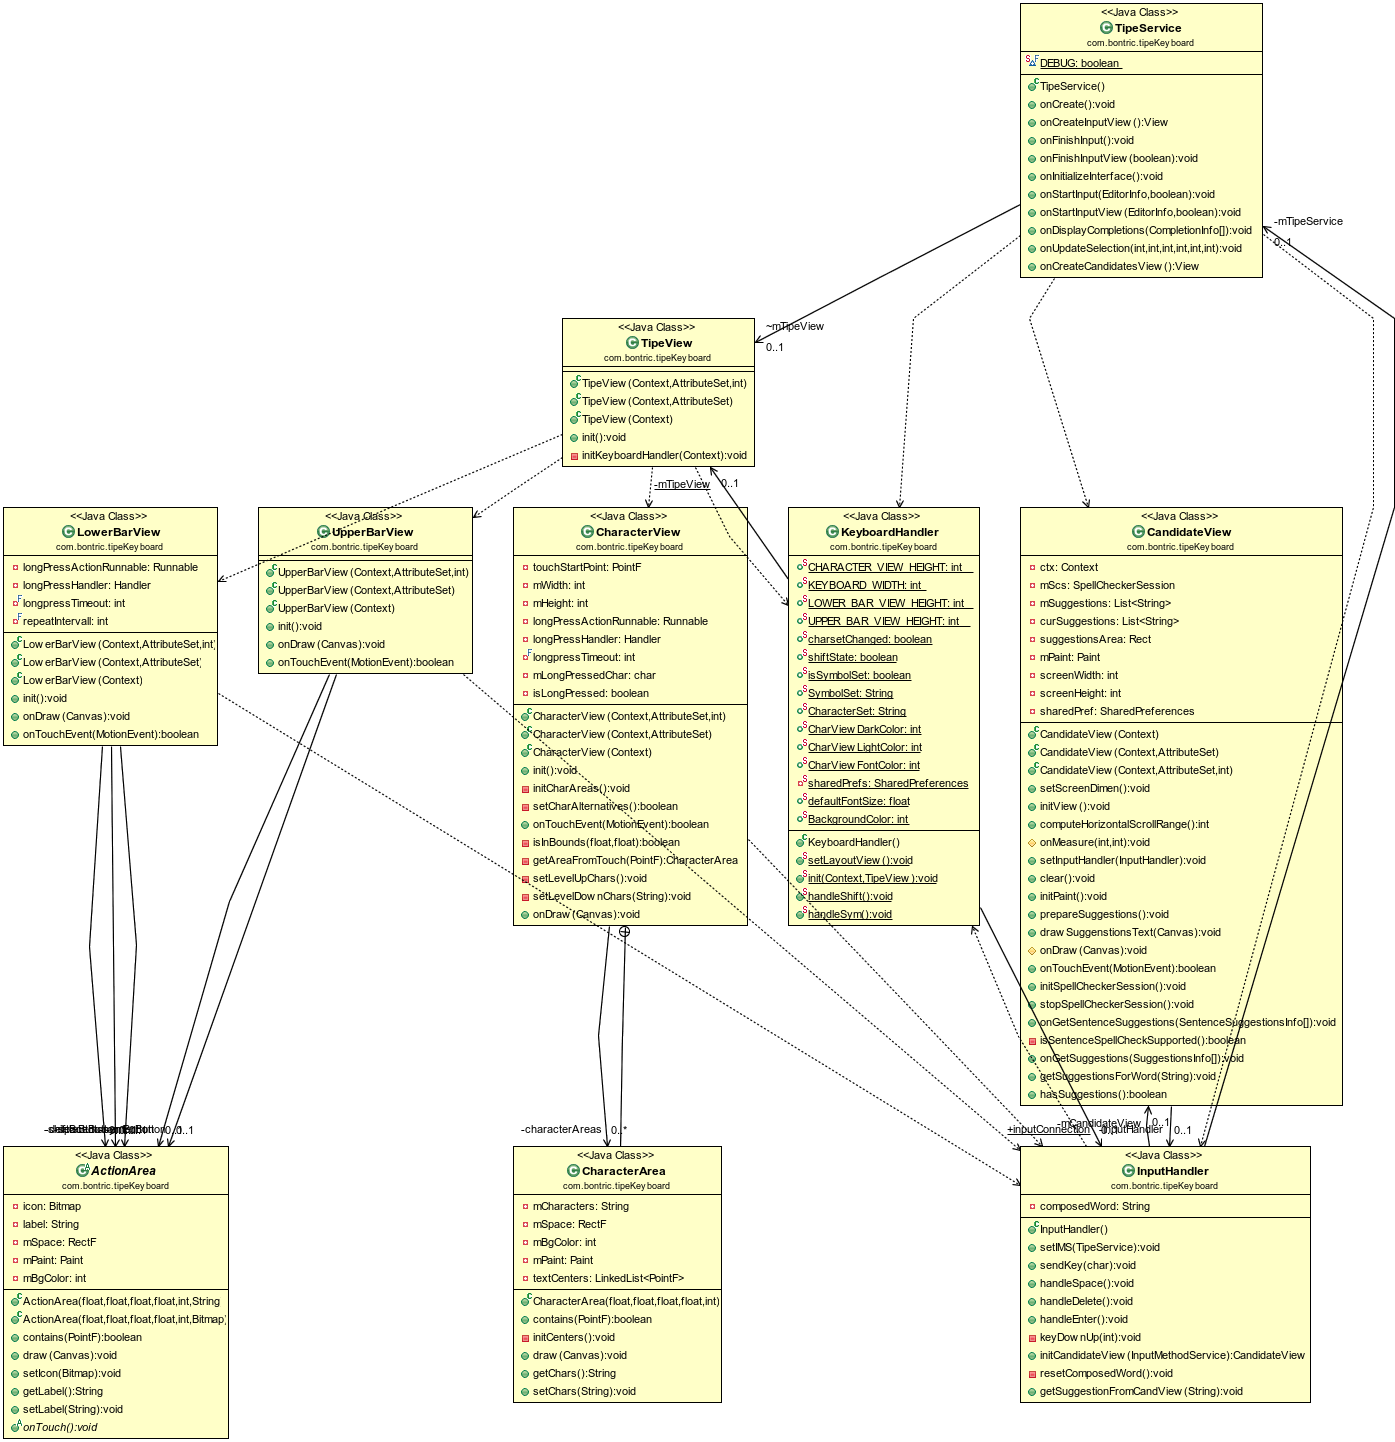 <<Java Class>>
TipeService
com.bontric.tipeKeyboard
DEBUG: boolean
TipeService()
onCreate():void
onCreateInputView():View
onFinishInput():void
onFinishInputView(boolean):void
onInitializeInterface():void
onStartInput(EditorInfo,boolean):void
onStartInputView(EditorInfo,boolean):void
onDisplayCompletions(CompletionInfo[]):void
onUpdateSelection(int,int,int,int,int,int):void
onCreateCandidatesView():View
-mTipeService
0..1
~mTipeView
0..1
<<Java Class>>
TipeView
com.bontric.tipeKeyboard
TipeView(Context,AttributeSet,int)
TipeView(Context,AttributeSet)
TipeView(Context)
init():void
initKeyboardHandler(Context):void
-mTipeView
0..1
<<Java Class>>
LowerBarView
com.bontric.tipeKeyboard
longPressActionRunnable: Runnable
longPressHandler: Handler
longpressTimeout: int
repeatIntervall: int
LowerBarView(Context,AttributeSet,int)
LowerBarView(Context,AttributeSet)
LowerBarView(Context)
init():void
onDraw(Canvas):void
onTouchEvent(MotionEvent):boolean
<<Java Class>>
UpperBarView
com.bontric.tipeKeyboard
UpperBarView(Context,AttributeSet,int)
UpperBarView(Context,AttributeSet)
UpperBarView(Context)
init():void
onDraw(Canvas):void
onTouchEvent(MotionEvent):boolean
<<Java Class>>
CharacterView
com.bontric.tipeKeyboard
touchStartPoint: PointF
mWidth: int
mHeight: int
longPressActionRunnable: Runnable
longPressHandler: Handler
longpressTimeout: int
mLongPressedChar: char
isLongPressed: boolean
CharacterView(Context,AttributeSet,int)
CharacterView(Context,AttributeSet)
CharacterView(Context)
init():void
initCharAreas():void
setCharAlternatives():boolean
onTouchEvent(MotionEvent):boolean
isInBounds(float,float):boolean
getAreaFromTouch(PointF):CharacterArea
setLevelUpChars():void
setLevelDownChars(String):void
onDraw(Canvas):void
<<Java Class>>
KeyboardHandler
com.bontric.tipeKeyboard
CHARACTER_VIEW_HEIGHT: int
KEYBOARD_WIDTH: int
LOWER_BAR_VIEW_HEIGHT: int
UPPER_BAR_VIEW_HEIGHT: int
charsetChanged: boolean
shiftState: boolean
isSymbolSet: boolean
SymbolSet: String
CharacterSet: String
CharViewDarkColor: int
CharViewLightColor: int
CharViewFontColor: int
sharedPrefs: SharedPreferences
defaultFontSize: float
BackgroundColor: int
KeyboardHandler()
setLayoutView():void
init(Context,TipeView):void
handleShift():void
handleSym():void
<<Java Class>>
CandidateView
com.bontric.tipeKeyboard
ctx: Context
mScs: SpellCheckerSession
mSuggestions: List<String>
curSuggestions: List<String>
suggestionsArea: Rect
mPaint: Paint
screenWidth: int
screenHeight: int
sharedPref: SharedPreferences
CandidateView(Context)
CandidateView(Context,AttributeSet)
CandidateView(Context,AttributeSet,int)
setScreenDimen():void
initView():void
computeHorizontalScrollRange():int
onMeasure(int,int):void
setInputHandler(InputHandler):void
clear():void
initPaint():void
prepareSuggestions():void
drawSuggenstionsText(Canvas):void
onDraw(Canvas):void
onTouchEvent(MotionEvent):boolean
initSpellCheckerSession():void
stopSpellCheckerSession():void
onGetSentenceSuggestions(SentenceSuggestionsInfo[]):void
isSentenceSpellCheckSupported():boolean
onGetSuggestions(SuggestionsInfo[]):void
getSuggestionsForWord(String):void
hasSuggestions():boolean
0..1
-characterAreas
0..*
+inputConnection
0..1
-mCandidateView
0..1
-inputHandler
0..1
<<Java Class>>
ActionArea
com.bontric.tipeKeyboard
icon: Bitmap
label: String
mSpace: RectF
mPaint: Paint
mBgColor: int
ActionArea(float,float,float,float,int,String
ActionArea(float,float,float,float,int,Bitmap)
contains(PointF):boolean
draw(Canvas):void
setIcon(Bitmap):void
getLabel():String
setLabel(String):void
onTouch():void
<<Java Class>>
CharacterArea
com.bontric.tipeKeyboard
mCharacters: String
mSpace: RectF
mBgColor: int
mPaint: Paint
textCenters: LinkedList<PointF>
CharacterArea(float,float,float,float,int)
contains(PointF):boolean
initCenters():void
draw(Canvas):void
getChars():String
setChars(String):void
<<Java Class>>
InputHandler
com.bontric.tipeKeyboard
composedWord: String
InputHandler()
setIMS(TipeService):void
sendKey(char):void
handleSpace():void
handleDelete():void
handleEnter():void
keyDownUp(int):void
initCandidateView(InputMethodService):CandidateView
resetComposedWord():void
getSuggestionFromCandView(String):void